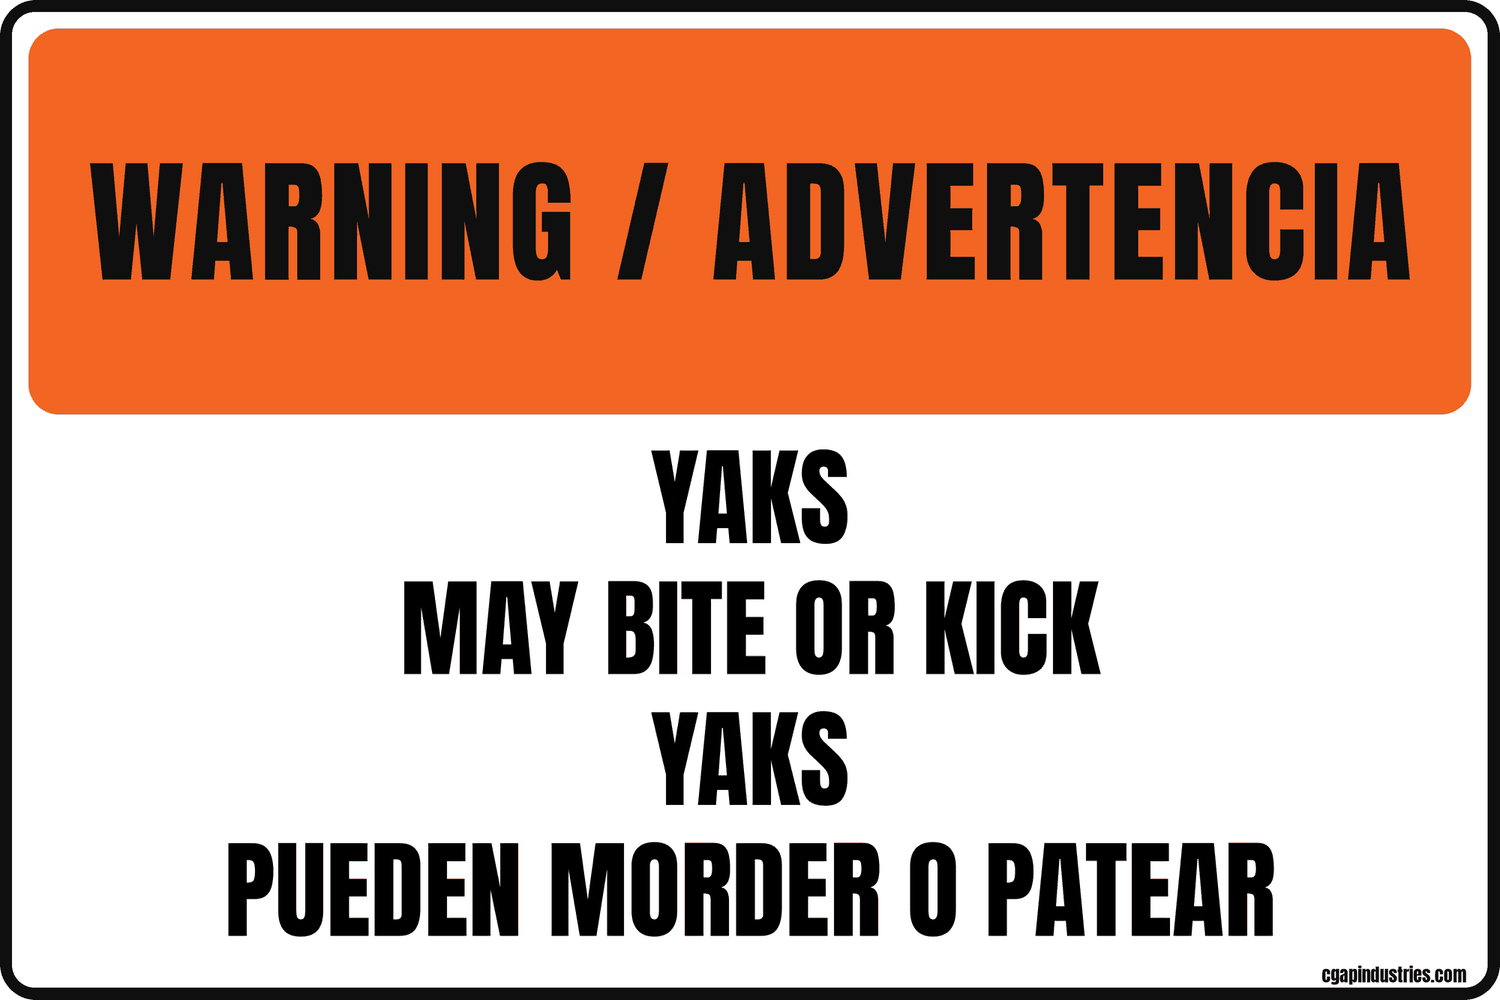 WARNING / ADVERTENCIA
YAKS
MAY BITE OR KICK
YAKS
PUEDEN MORDER O PATEAR
cgapindustries.com